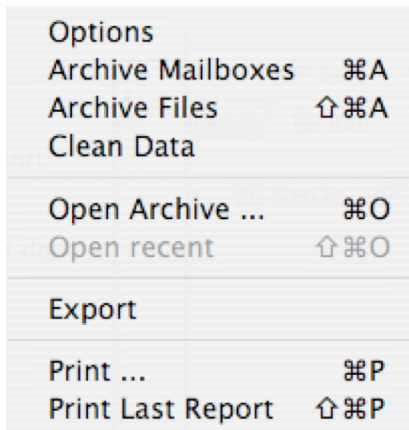 Options
Archive Mailboxes ⌘A
Archive Files ⇧⌘A
Clean Data
Open Archive ... ⌘O
Open recent ⇧⌘O
Export
Print ... ⌘P
Print Last Report ⇧⌘P